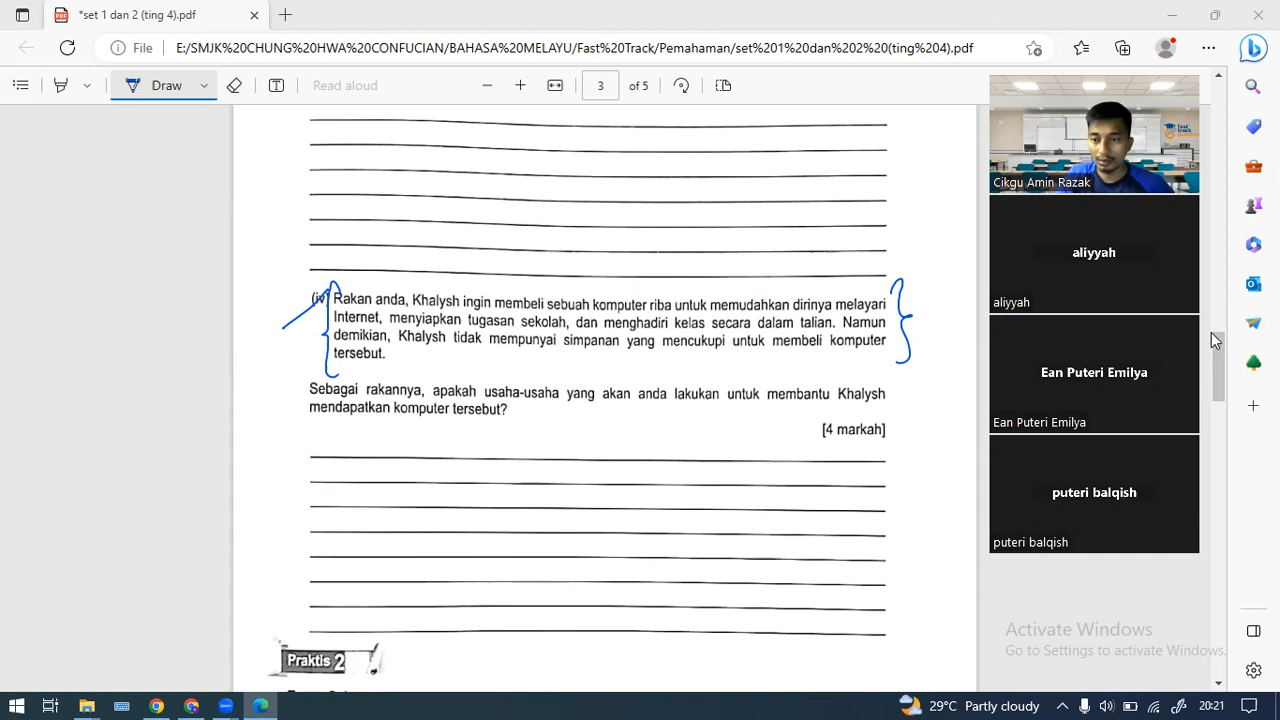 *set 1 dan 2 (ting 4).pdf
File
E:/SMJK%20CHUNG%20HWA%20CONFUCIAN/BAHASA%20MELAYU/Fast%20Track/Pemahaman/set%201%20dan%202%20(ting%204).pdf
Draw
Read aloud
3
of 5
(iv) Rakan anda, Khalysh ingin membeli sebuah komputer riba untuk memudahkan dirinya melayari
Internet, menyiapkan tugasan sekolah, dan menghadiri kelas secara dalam talian. Namun
demikian, Khalysh tidak mempunyai simpanan yang mencukupi untuk membeli komputer
tersebut.
Sebagai rakannya, apakah usaha-usaha yang akan anda lakukan untuk membantu Khalysh
mendapatkan komputer tersebut?
[4 markah]
Praktis 2
Cikgu Amin Razak
aliyyah
aliyyah
Ean Puteri Emilya
Ean Puteri Emilya
puteri balqish
puteri balqish
Activate Windows
Go to Settings to activate Windows.
29°C Partly cloudy
20:21